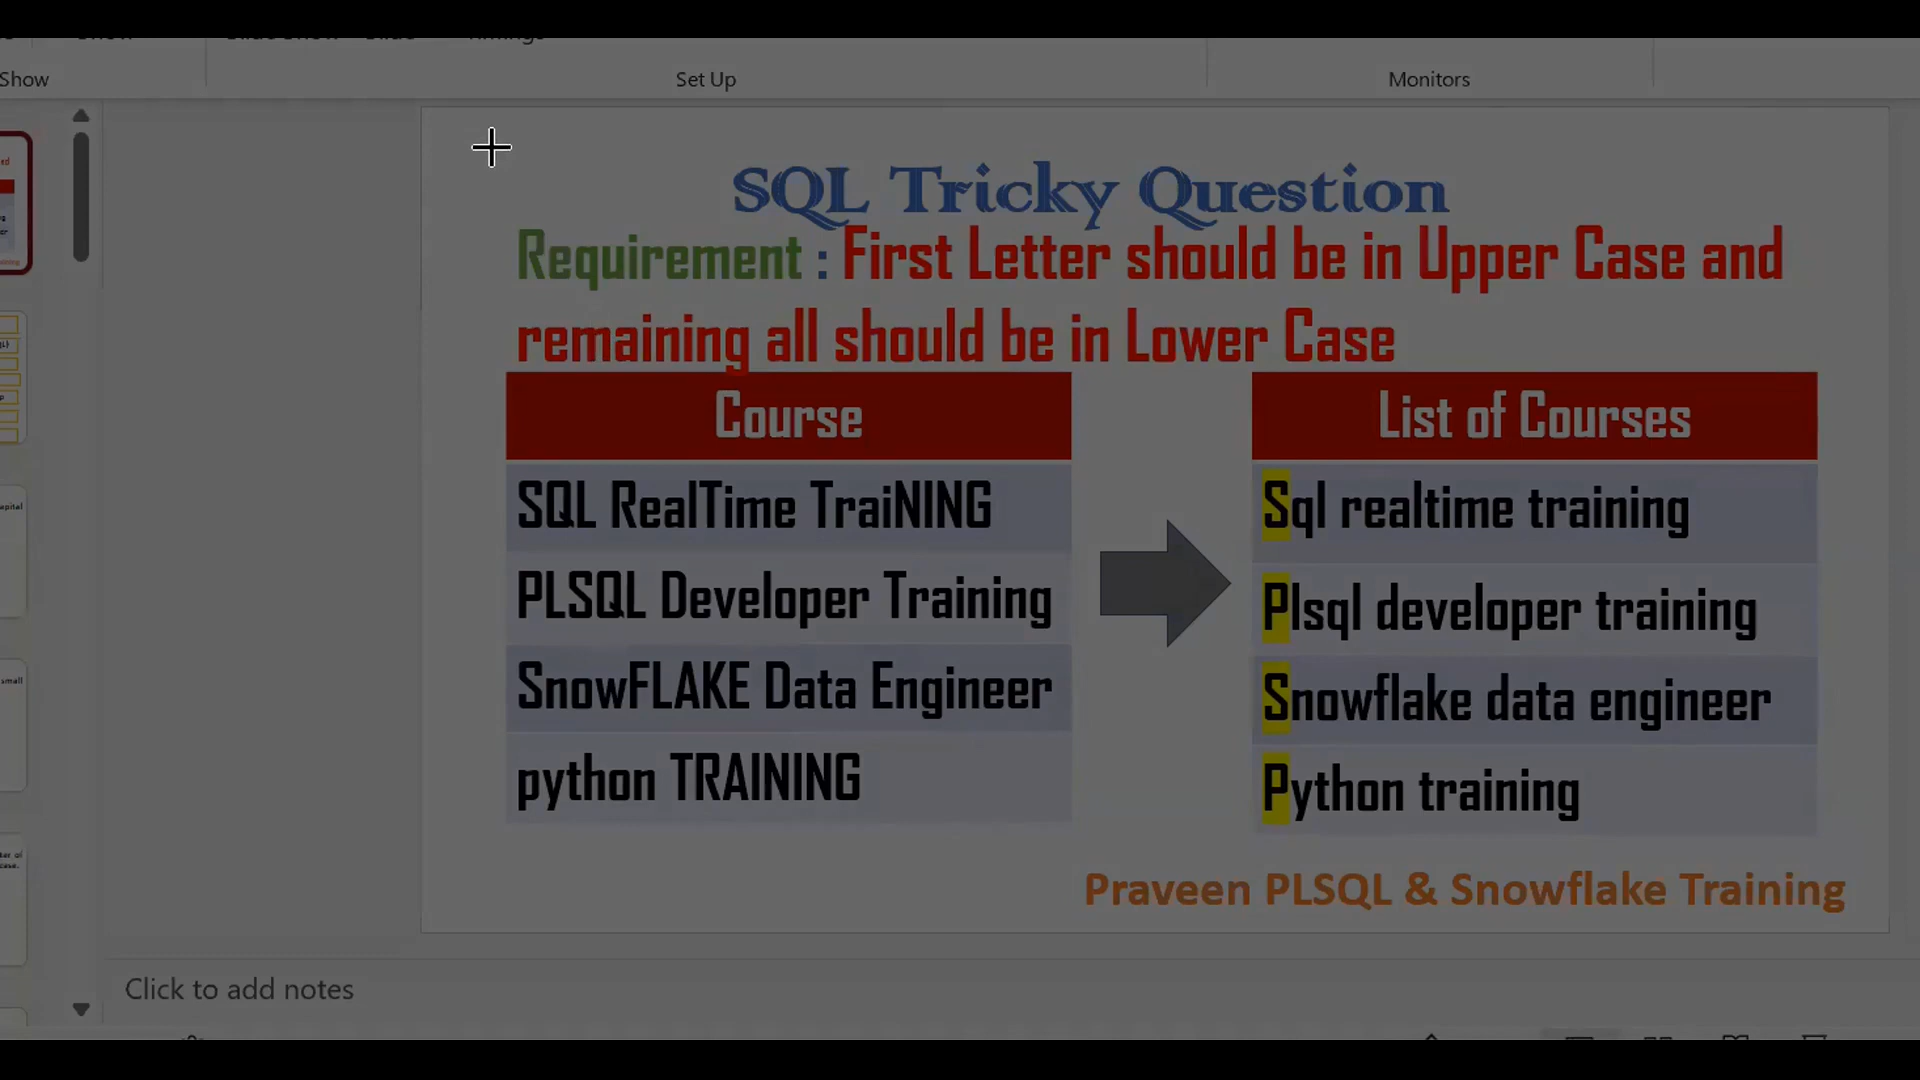 Show
Set Up
Monitors
SQL Tricky Question
Requirement : First Letter should be in Upper Case and
remaining all should be in Lower Case
Course
SQL RealTime TraiNING
PLSQL Developer Training
SnowFLAKE Data Engineer
python TRAINING
List of Courses
Sql realtime training
Plsql developer training
Snowflake data engineer
Python training
Praveen PLSQL & Snowflake Training
Click to add notes